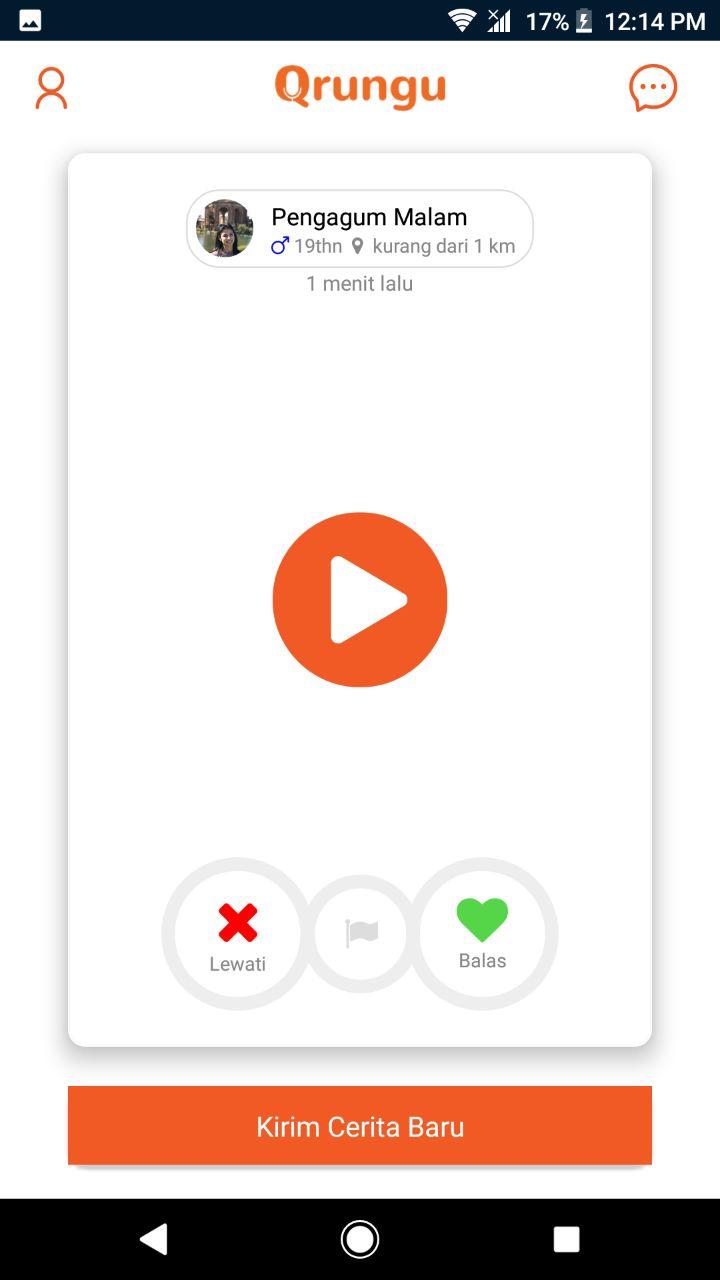 17% 12:14 PM
Qrungu
Pengagum Malam
19thn kurang dari 1 km
1 menit lalu
Lewati
Balas
Kirim Cerita Baru